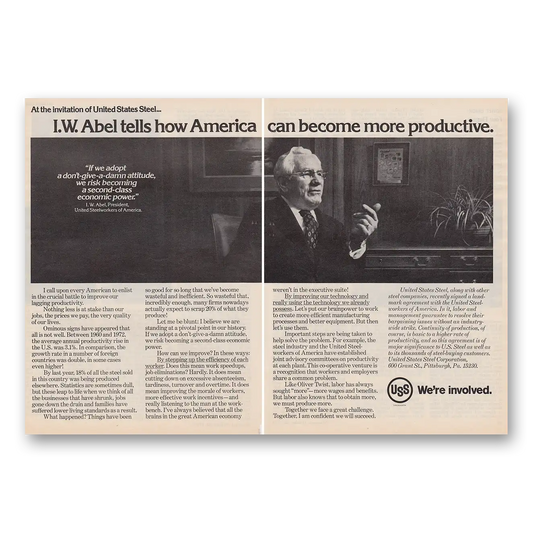 At the invitation of United States Steel...
I.W. Abel tells how America can become more productive.
"If we adopt
a don't-give-a-damn attitude,
we risk becoming
a second-class
economic power."
I. W. Abel, President,
United Steelworkers of America.
I call upon every American to enlist
in the crucial battle to improve our
lagging productivity.
Nothing less is at stake than our
jobs, the prices we pay, the very quality
of our lives.
Ominous signs have appeared that
all is not well. Between 1960 and 1972,
the average annual productivity rise in
the U.S. was 3.1%. In comparison, the
growth rate in a number of foreign
countries was double, in some cases
even higher!
By last year, 18% of all the steel sold
in this country was being produced
elsewhere. Statistics are sometimes dull,
but these leap to life when we think of all
the businesses that have shrunk, jobs
gone down the drain and families have
suffered lower living standards as a result.
What happened? Things have been
so good for so long that we've become
wasteful and inefficient. So wasteful that,
incredibly enough, many firms nowadays
actually expect to scrap 20% of what they
produce!
Let me be blunt: I believe we are
standing at a pivotal point in our history.
If we adopt a don't-give-a-damn attitude,
we risk becoming a second-class economic
power.
How can we improve? In these ways:
By stepping up the efficiency of each
worker. Does this mean work speedups,
job elimination? Hardly. It does mean
cutting down on excessive absenteeism,
tardiness, turnover and overtime. It does
mean improving the morale of workers,
more effective work incentives—and
really listening to the man at the work-
bench. I've always believed that all the
brains in the great American economy
weren't in the executive suite!
By improving our technology and
really using the technology we already
possess. Let's put our brainpower to work
to create more efficient manufacturing
processes and better equipment. But then
let's use them.
Important steps are being taken to
help solve the problem. For example, the
steel industry and the United Steel-
workers of America have established
joint advisory committees on productivity
at each plant. This co-operative venture is
a recognition that workers and employers
share a common problem.
Like Oliver Twist, labor has always
sought "more"—more wages and benefits.
But labor also knows that to obtain more,
we must produce more.
Together we face a great challenge.
Together, I am confident we will succeed.
United States Steel, along with other
steel companies, recently signed a land-
mark agreement with the United Steel-
workers of America. In it, labor and
management guarantee to resolve their
bargaining issues without an industry-
wide strike. Continuity of production, of
course, is basic to a higher rate of
productivity, and so this agreement is of
major significance to U.S. Steel as well as
to its thousands of steel-buying customers.
United States Steel Corporation,
600 Grant St., Pittsburgh, Pa. 15230.
USS We're involved.